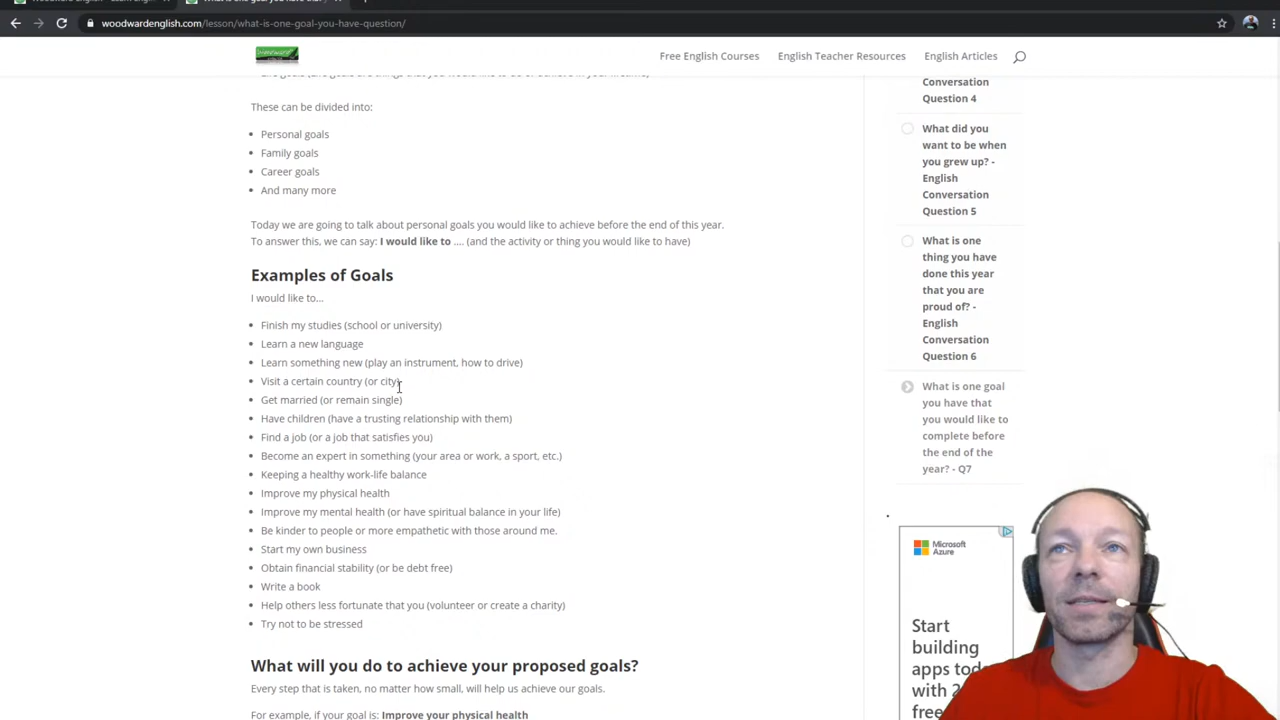 woodwardenglish.com/lesson/what-is-one-goal-you-have-question/
Free English Courses
English Teacher Resources
English Articles
These can be divided into:
Personal goals
Family goals
Career goals
And many more
Today we are going to talk about personal goals you would like to achieve before the end of this year.
To answer this, we can say: I would like to .... (and the activity or thing you would like to have)
Examples of Goals
I would like to...
Finish my studies (school or university)
Learn a new language
Learn something new (play an instrument, how to drive)
Visit a certain country (or city)
Get married (or remain single)
Have children (have a trusting relationship with them)
Find a job (or a job that satisfies you)
Become an expert in something (your area or work, a sport, etc.)
Keeping a healthy work-life balance
Improve my physical health
Improve my mental health (or have spiritual balance in your life)
Be kinder to people or more empathetic with those around me.
Start my own business
Obtain financial stability (or be debt free)
Write a book
Help others less fortunate that you (volunteer or create a charity)
Try not to be stressed
What will you do to achieve your proposed goals?
Every step that is taken, no matter how small, will help us achieve our goals.
For example, if your goal is: Improve your physical health
Conversation
Question 4
What did you
want to be when
you grew up? -
English
Conversation
Question 5
What is one
thing you have
done this year
that you are
proud of? -
English
Conversation
Question 6
What is one goal
you have that
you would like to
complete before
the end of the
year? - Q7
Microsoft
Azure
Start
building
apps
with
free